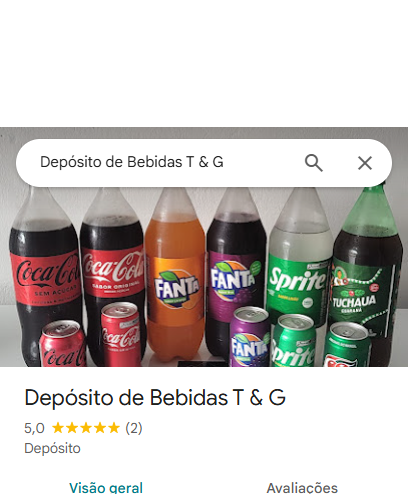 Depósito de Bebidas T & G
Coca-Cola
SEM AÇÚCAR
Coca-Cola
SABOR ORIGINAL
FANTA
FANTA
Sprite
TUCHAUA
GUARANÁ
Coca-Cola
Coca-Cola
FANTA
Sprite
Depósito de Bebidas T & G
5,0 (2)
Depósito
Visão geral
Avaliações